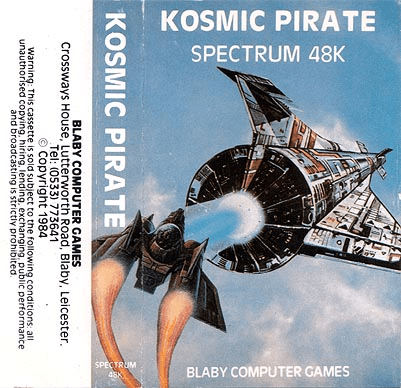 KOSMIC PIRATE
SPECTRUM 48K
BLABY COMPUTER GAMES
KOSMIC PIRATE
SPECTRUM
48K
BLABY COMPUTER GAMES
Tel: (0533) 773641
Crossways House, Lutterworth Road, Blaby, Leicester.
© Copyright 1984
Warning: This cassette is sold subject to the following conditions: all
unauthorised copying, hiring, lending, exchanging, public performance
and broadcasting is strictly prohibited.